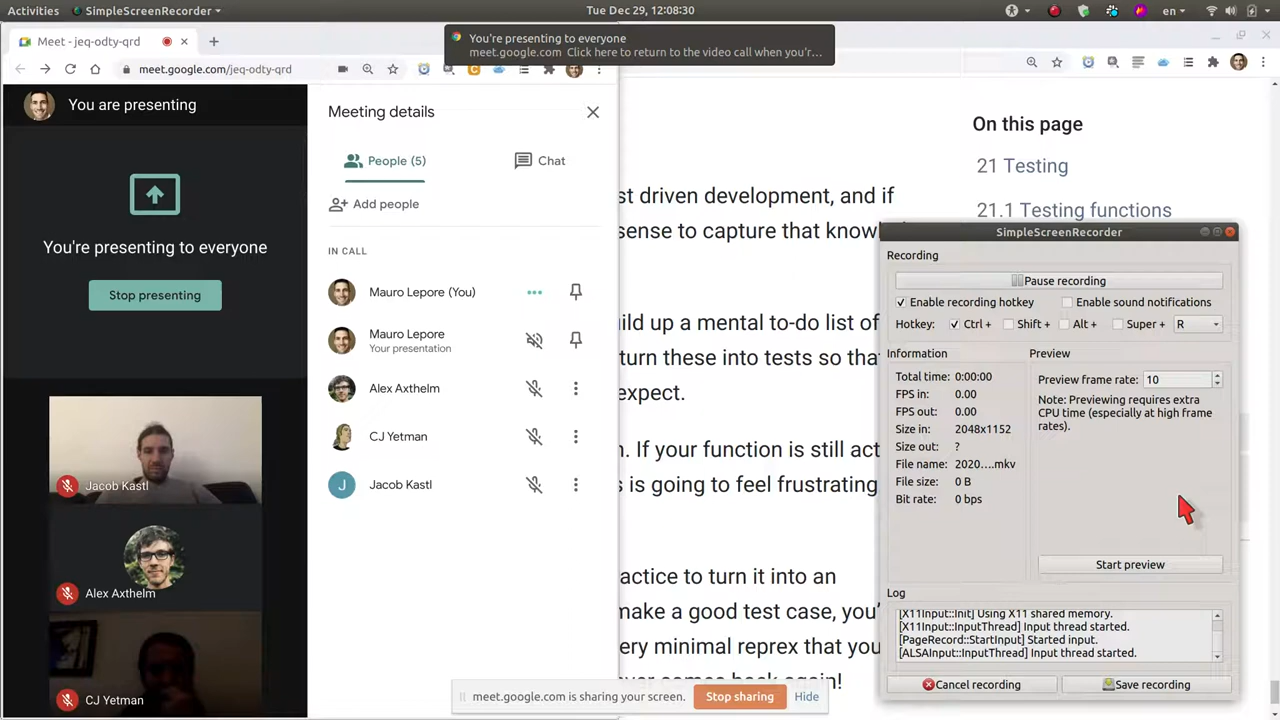 Activities
SimpleScreenRecorder
Tue Dec 29, 12:08:30
en
Meet - jeq-odty-qrd
You're presenting to everyone
meet.google.com Click here to return to the video call when you'r...
meet.google.com/jeq-odty-qrd
You are presenting
You're presenting to everyone
Stop presenting
Jacob Kastl
Alex Axthelm
CJ Yetman
Meeting details
People (5)
Chat
Add people
IN CALL
Mauro Lepore (You)
Mauro Lepore
Your presentation
Alex Axthelm
CJ Yetman
J
Jacob Kastl
st driven development, and if
sense to capture that know
ild up a mental to-do list of
turn these into tests so that
expect.
n. If your function is still act
s is going to feel frustrating
actice to turn it into an
make a good test case, you'
ery minimal reprex that you
On this page
21 Testing
21.1 Testing functions
SimpleScreenRecorder
Recording
Pause recording
Enable recording hotkey
Enable sound notifications
Hotkey:
Ctrl +
Shift +
Alt +
Super +
R
Information
Total time: 0:00:00
FPS in: 0.00
FPS out: 0.00
Size in: 2048x1152
Size out: ?
File name: 2020....mkv
File size: 0 B
Bit rate: 0 bps
Preview
Preview frame rate: 10
Note: Previewing requires extra
CPU time (especially at high frame
rates).
Start preview
Log
[X11Input::Init] Using X11 shared memory.
[X11Input::InputThread] Input thread started.
[PageRecord::StartInput] Started input.
[ALSAInput::InputThread] Input thread started.
Cancel recording
Save recording
meet.google.com is sharing your screen.
Stop sharing
Hide